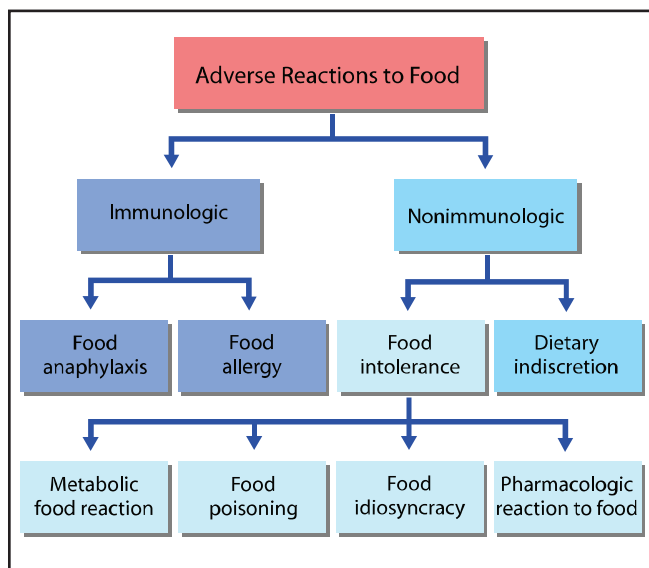 Adverse Reactions to Food
Immunologic
Nonimmunologic
Food
anaphylaxis
Food
allergy
Food
intolerance
Dietary
indiscretion
Metabolic
food reaction
Food
poisoning
Food
idiosyncracy
Pharmacologic
reaction to food